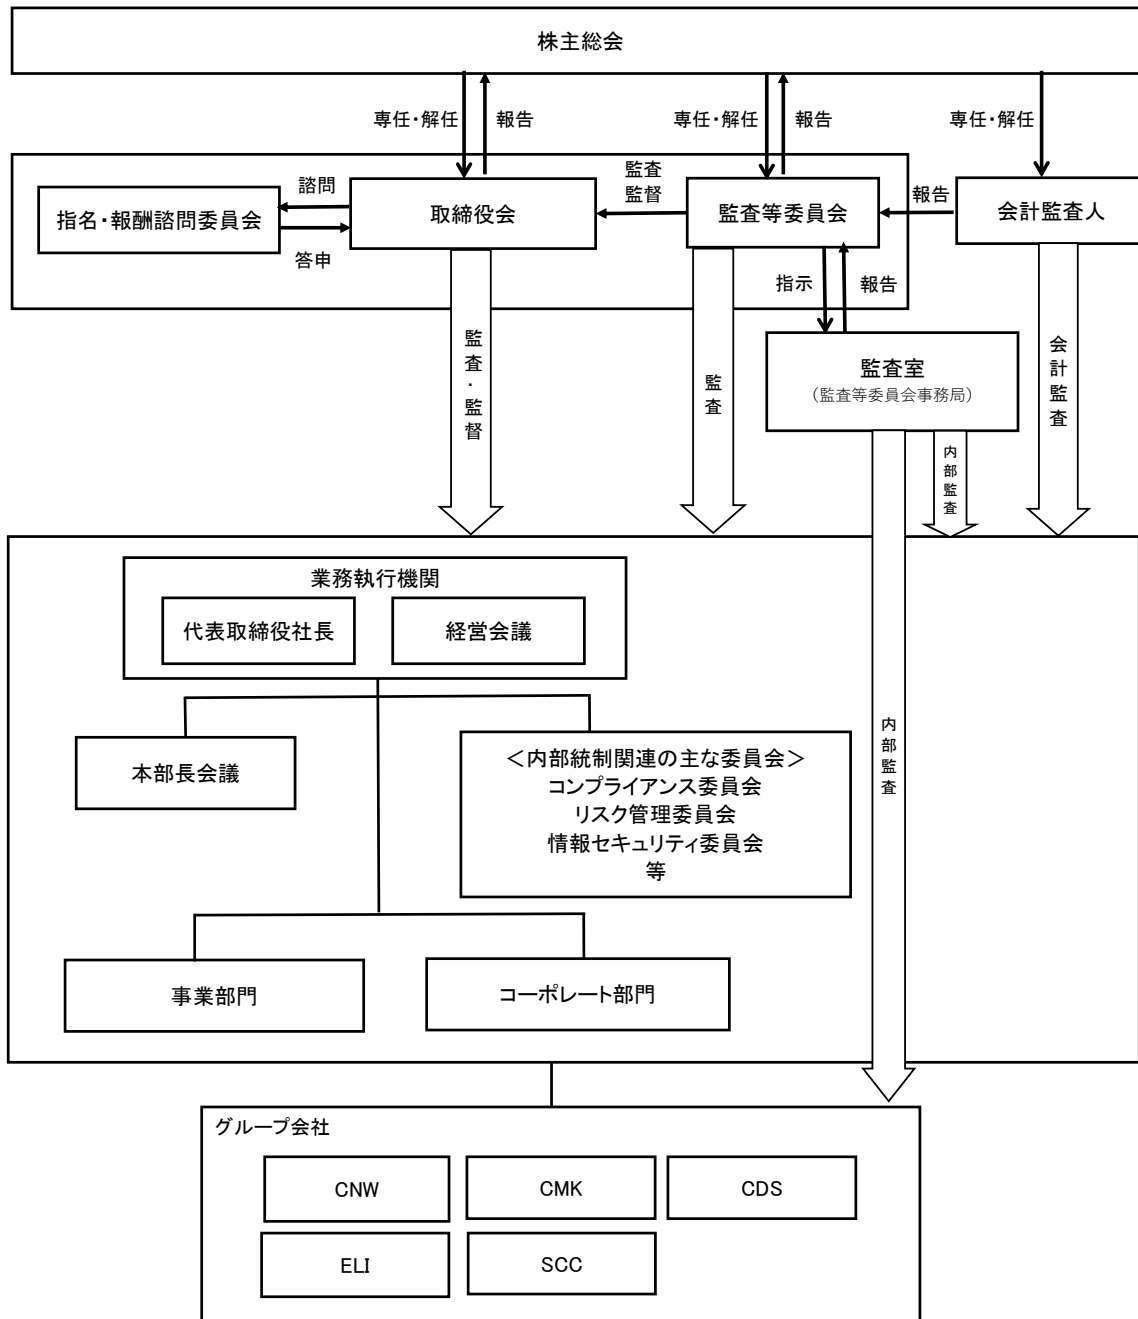 株主総会
専任・解任
報告
専任・解任
報告
専任・解任
指名・報酬諮問委員会
諮問
答申
取締役会
監査
監督
監査等委員会
報告
会計監査人
指示
報告
監査室
（監査等委員会事務局）
監査・監督
監査
内部監査
会計監査
業務執行機関
代表取締役社長
経営会議
本部長会議
＜内部統制関連の主な委員会＞
コンプライアンス委員会
リスク管理委員会
情報セキュリティ委員会
等
内部監査
事業部門
コーポレート部門
グループ会社
CNW
CMK
CDS
ELI
SCC